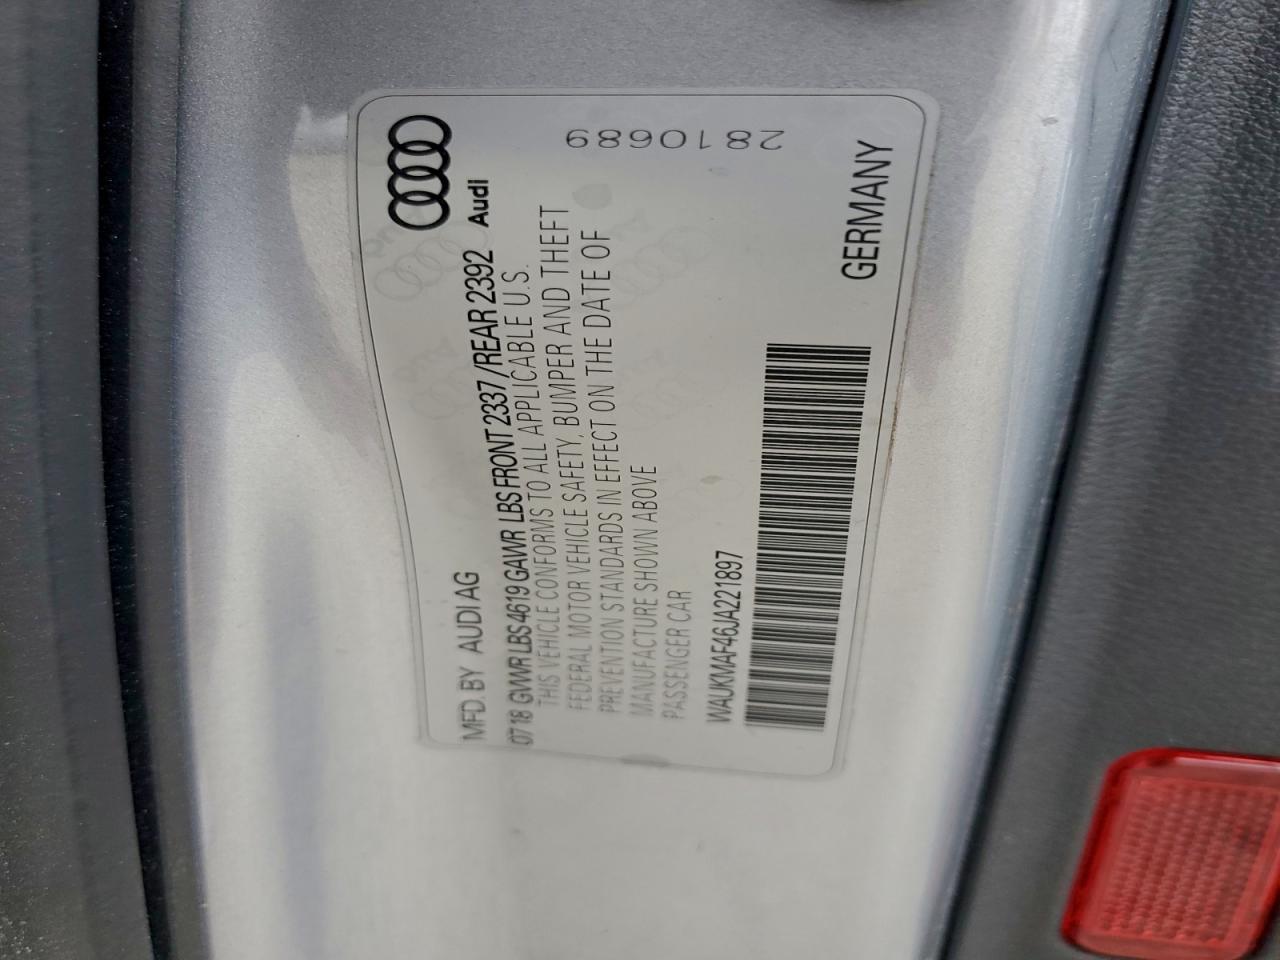 Audi
MFD. BY AUDI AG
0718 GVWR LBS 4619 GAWR LBS FRONT 2337 / REAR 2392
THIS VEHICLE CONFORMS TO ALL APPLICABLE U.S.
FEDERAL MOTOR VEHICLE SAFETY, BUMPER AND THEFT
PREVENTION STANDARDS IN EFFECT ON THE DATE OF
MANUFACTURE SHOWN ABOVE
PASSENGER CAR
WAUKMAF46JA221897
GERMANY
2810689